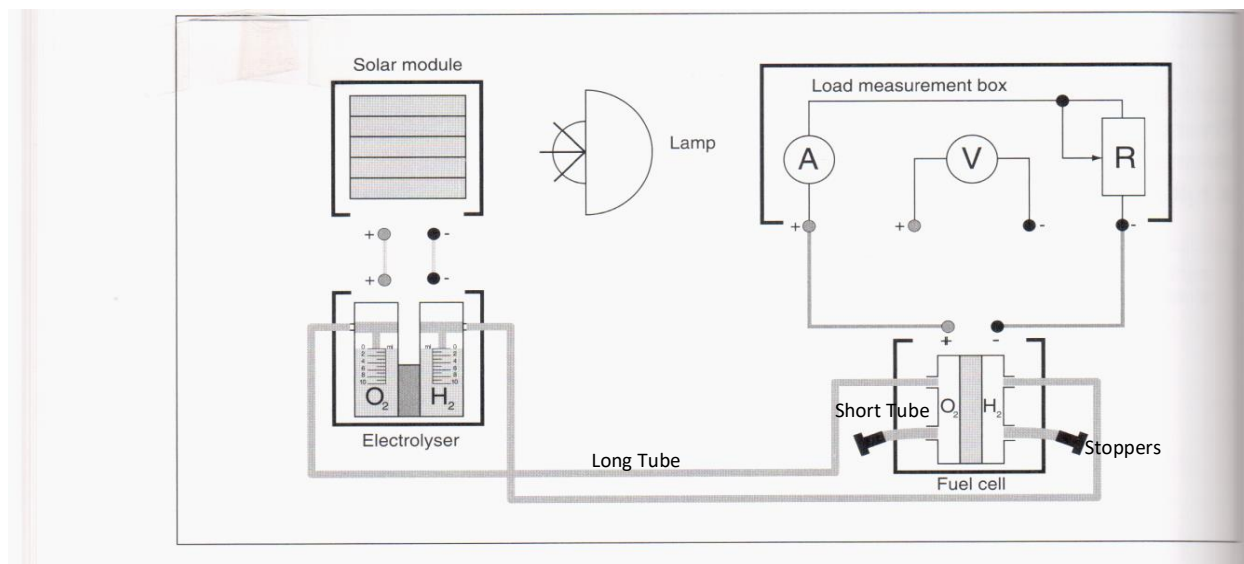 Solar module
Lamp
Load measurement box
A
V
R
+
-
+
-
+
-
+
-
0 ml
2
4
6
8
10
O2
ml 0
2
4
6
8
10
H2
Electrolyser
+
-
Short Tube
O2
H2
Stoppers
Long Tube
Fuel cell